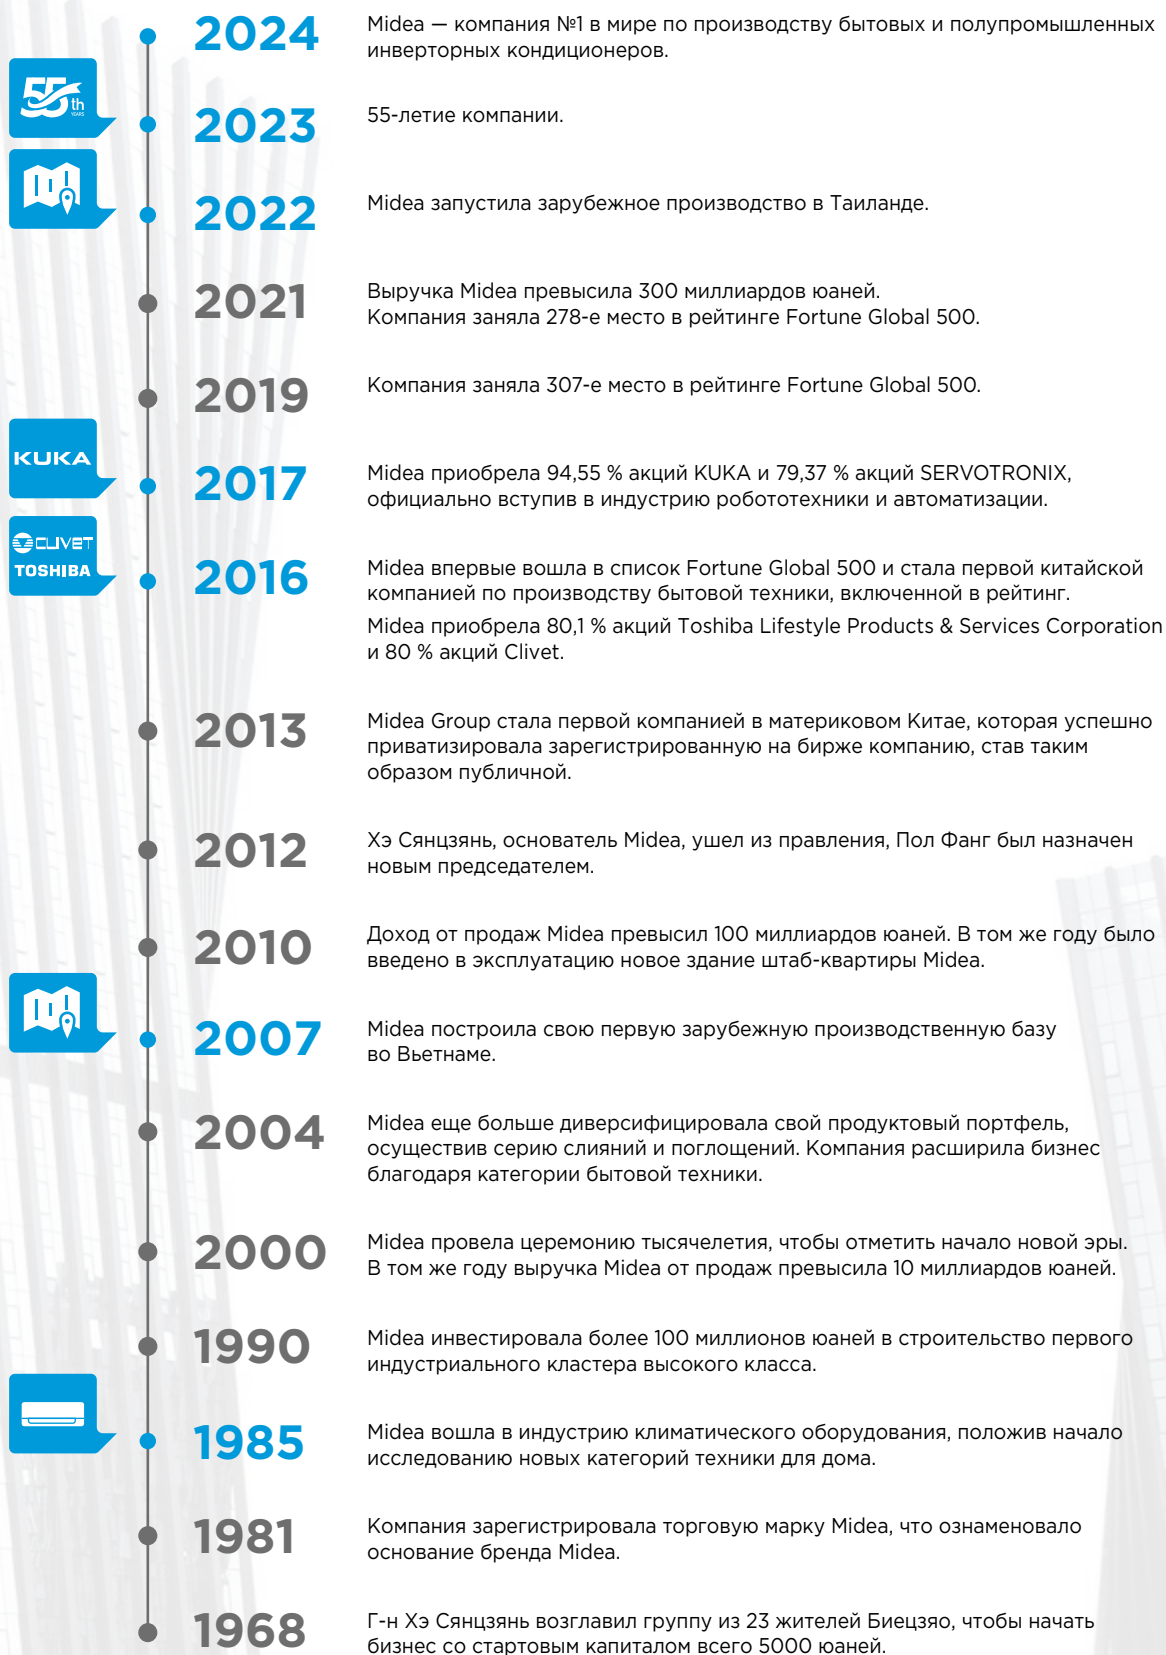 2024
Midea — компания №1 в мире по производству бытовых и полупромышленных
инверторных кондиционеров.
55th
YEARS
2023
55-летие компании.
2022
Midea запустила зарубежное производство в Таиланде.
2021
Выручка Midea превысила 300 миллиардов юаней.
Компания заняла 278-е место в рейтинге Fortune Global 500.
2019
Компания заняла 307-е место в рейтинге Fortune Global 500.
KUKA
2017
Midea приобрела 94,55 % акций KUKA и 79,37 % акций SERVOTRONIX,
официально вступив в индустрию робототехники и автоматизации.
CLIVET
TOSHIBA
2016
Midea впервые вошла в список Fortune Global 500 и стала первой китайской
компанией по производству бытовой техники, включенной в рейтинг.
Midea приобрела 80,1 % акций Toshiba Lifestyle Products & Services Corporation
и 80 % акций Clivet.
2013
Midea Group стала первой компанией в материковом Китае, которая успешно
приватизировала зарегистрированную на бирже компанию, став таким
образом публичной.
2012
Хэ Сянцзянь, основатель Midea, ушел из правления, Пол Фанг был назначен
новым председателем.
2010
Доход от продаж Midea превысил 100 миллиардов юаней. В том же году было
введено в эксплуатацию новое здание штаб-квартиры Midea.
2007
Midea построила свою первую зарубежную производственную базу
во Вьетнаме.
2004
Midea еще больше диверсифицировала свой продуктовый портфель,
осуществив серию слияний и поглощений. Компания расширила бизнес
благодаря категории бытовой техники.
2000
Midea провела церемонию тысячелетия, чтобы отметить начало новой эры.
В том же году выручка Midea от продаж превысила 10 миллиардов юаней.
1990
Midea инвестировала более 100 миллионов юаней в строительство первого
индустриального кластера высокого класса.
1985
Midea вошла в индустрию климатического оборудования, положив начало
исследованию новых категорий техники для дома.
1981
Компания зарегистрировала торговую марку Midea, что ознаменовало
основание бренда Midea.
1968
Г-н Хэ Сянцзянь возглавил группу из 23 жителей Биецзяо, чтобы начать
бизнес со стартовым капиталом всего 5000 юаней.